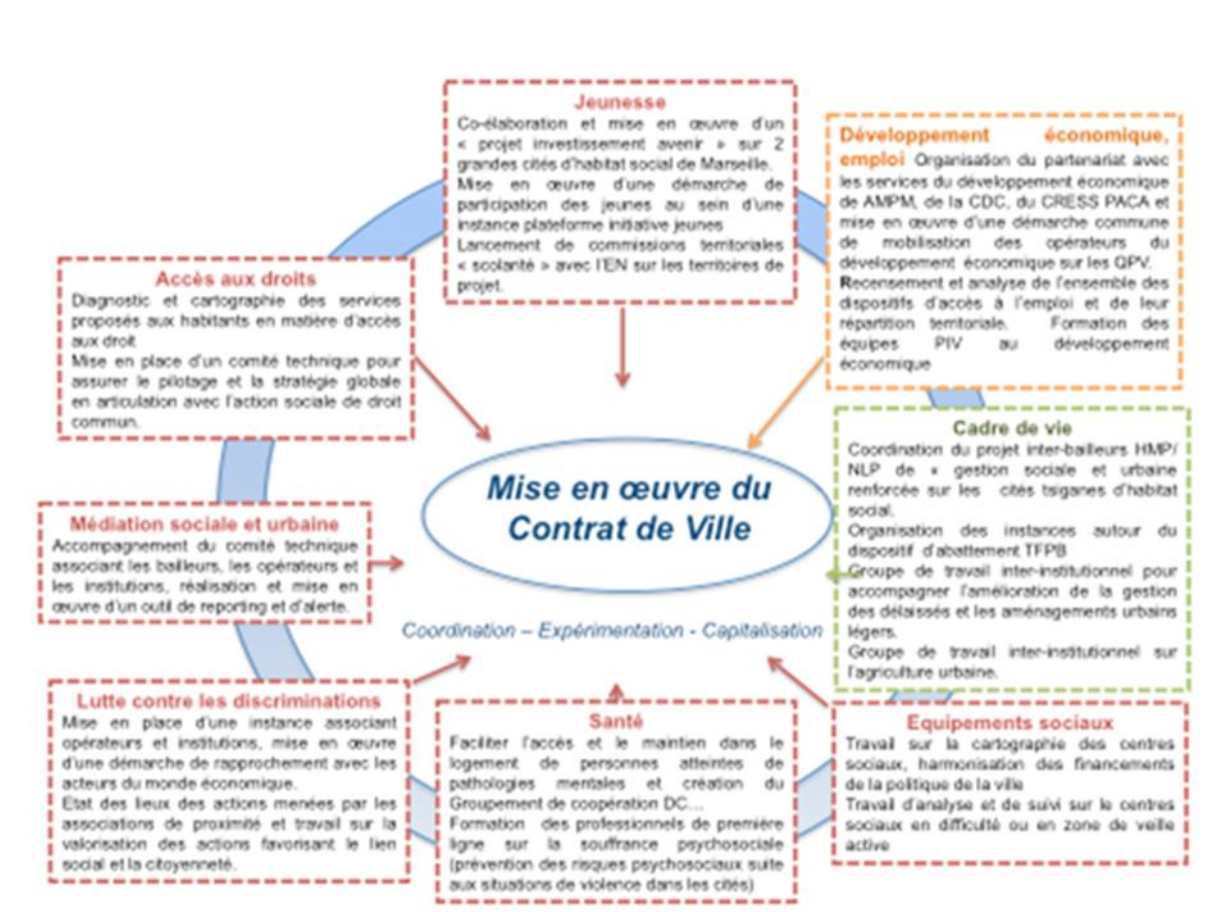 Jeunesse
Co-élaboration et mise en œuvre d'un
« projet investissement avenir » sur 2
grandes cités d'habitat social de Marseille.
Mise en œuvre d'une démarche de
participation des jeunes au sein d'une
instance plateforme initiative jeunes
Lancement de commissions territoriales
« scolarité » avec l'EN sur les territoires de
projet.
Développement économique,
emploi Organisation du partenariat avec
les services du développement économique
de AMPM, de la CDC, du CRESS PACA et
mise en œuvre d'une démarche commune
de mobilisation des opérateurs du
développement économique sur les QPV.
Recensement et analyse de l'ensemble des
dispositifs d'accès à l'emploi et de leur
répartition territoriale. Formation des
équipes PIV au développement
économique
Accès aux droits
Diagnostic et cartographie des services
proposés aux habitants en matière d'accès
aux droit
Mise en place d'un comité technique pour
assurer le pilotage et la stratégie globale
en articulation avec l'action sociale de droit
commun.
Mise en œuvre du
Contrat de Ville
Coordination – Expérimentation - Capitalisation
Cadre de vie
Coordination du projet inter-bailleurs HMP/
NLP de « gestion sociale et urbaine
renforcée sur les cités tsiganes d'habitat
social.
Organisation des instances autour du
dispositif d'abattement TFPB
Groupe de travail inter-institutionnel pour
accompagner l'amélioration de la gestion
des délaissés et les aménagements urbains
légers.
Groupe de travail inter-institutionnel sur
l'agriculture urbaine.
Médiation sociale et urbaine
Accompagnement du comité technique
associant les bailleurs, les opérateurs et
les institutions, réalisation et mise en
œuvre d'un outil de reporting et d'alerte.
Lutte contre les discriminations
Mise en place d'une instance associant
opérateurs et institutions, mise en œuvre
d'une démarche de rapprochement avec les
acteurs du monde économique.
Etat des lieux des actions menées par les
associations de proximité et travail sur la
valorisation des actions favorisant le lien
social et la citoyenneté.
Santé
Faciliter l'accès et le maintien dans le
logement de personnes atteintes de
pathologies mentales et création du
Groupement de coopération DC...
Formation des professionnels de première
ligne sur la souffrance psychosociale
(prévention des risques psychosociaux suite
aux situations de violence dans les cités)
Equipements sociaux
Travail sur la cartographie des centres
sociaux, harmonisation des financements
de la politique de la ville
Travail d'analyse et de suivi sur le centres
sociaux en difficulté ou en zone de veille
active